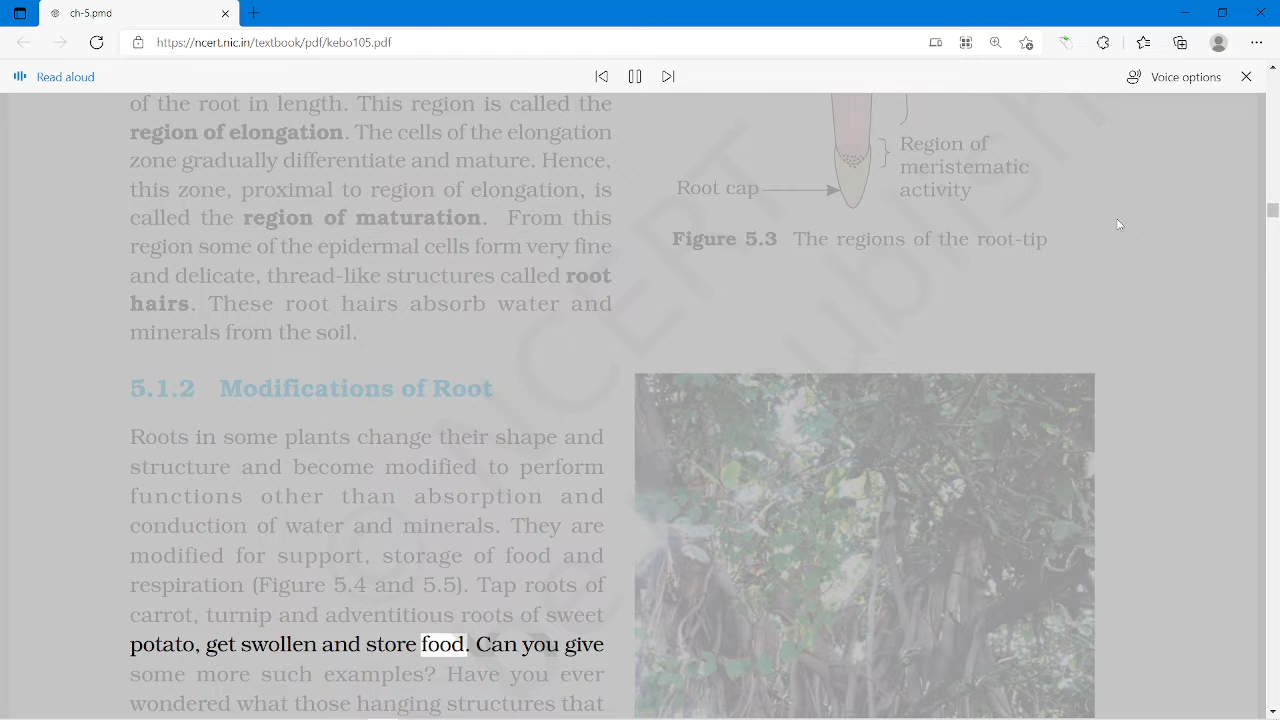 ch-5.pmd
https://ncert.nic.in/textbook/pdf/kebo105.pdf
Read aloud
Voice options
of the root in length. This region is called the
region of elongation. The cells of the elongation
zone gradually differentiate and mature. Hence,
this zone, proximal to region of elongation, is
called the region of maturation. From this
region some of the epidermal cells form very fine
and delicate, thread-like structures called root
hairs. These root hairs absorb water and
minerals from the soil.
5.1.2 Modifications of Root
Roots in some plants change their shape and
structure and become modified to perform
functions other than absorption and
conduction of water and minerals. They are
modified for support, storage of food and
respiration (Figure 5.4 and 5.5). Tap roots of
carrot, turnip and adventitious roots of sweet
potato, get swollen and store food. Can you give
some more such examples? Have you ever
wondered what those hanging structures that
Region of
meristematic
activity
Root cap
Figure 5.3 The regions of the root-tip
© NCERT